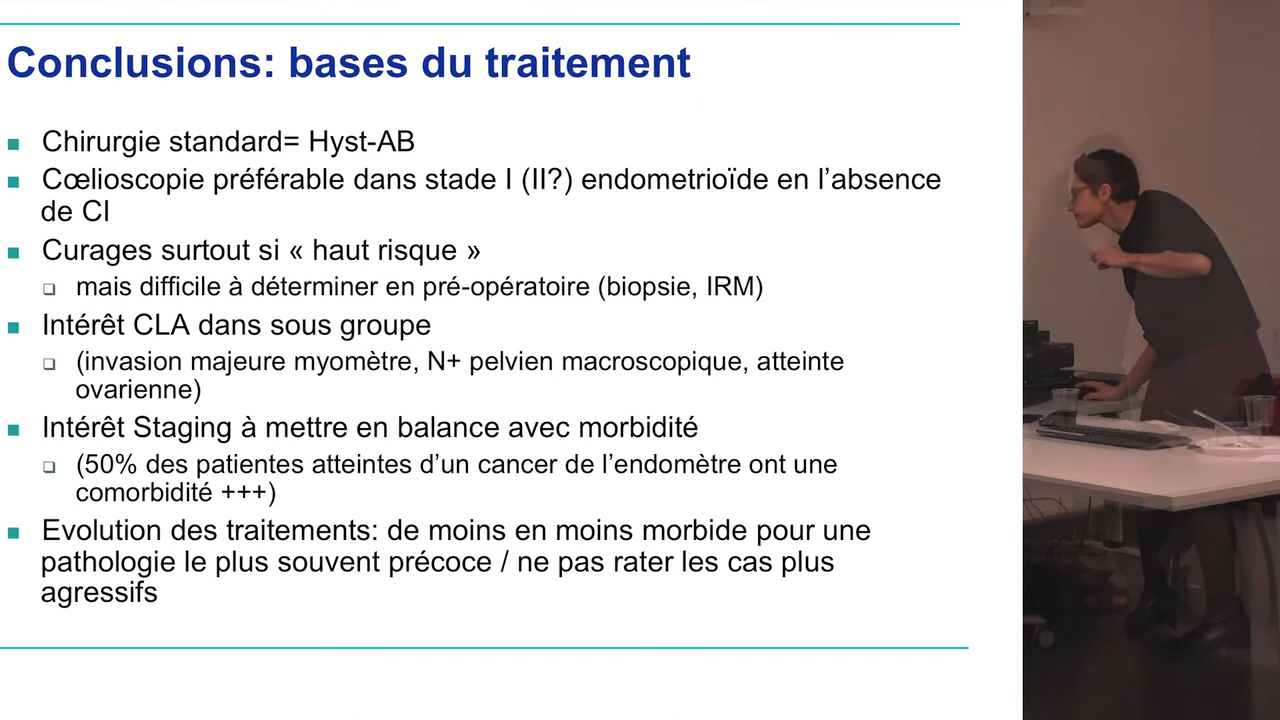 Conclusions: bases du traitement
Chirurgie standard= Hyst-AB
Cœlioscopie préférable dans stade I (II?) endometrioïde en l’absence
de CI
Curages surtout si « haut risque »
mais difficile à déterminer en pré-opératoire (biopsie, IRM)
Intérêt CLA dans sous groupe
(invasion majeure myomètre, N+ pelvien macroscopique, atteinte
ovarienne)
Intérêt Staging à mettre en balance avec morbidité
(50% des patientes atteintes d’un cancer de l’endomètre ont une
comorbidité +++)
Evolution des traitements: de moins en moins morbide pour une
pathologie le plus souvent précoce / ne pas rater les cas plus
agressifs